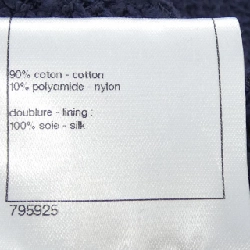 90% coton - cotton
10% polyamide - nylon
doublure - lining :
100% soie - silk
795925